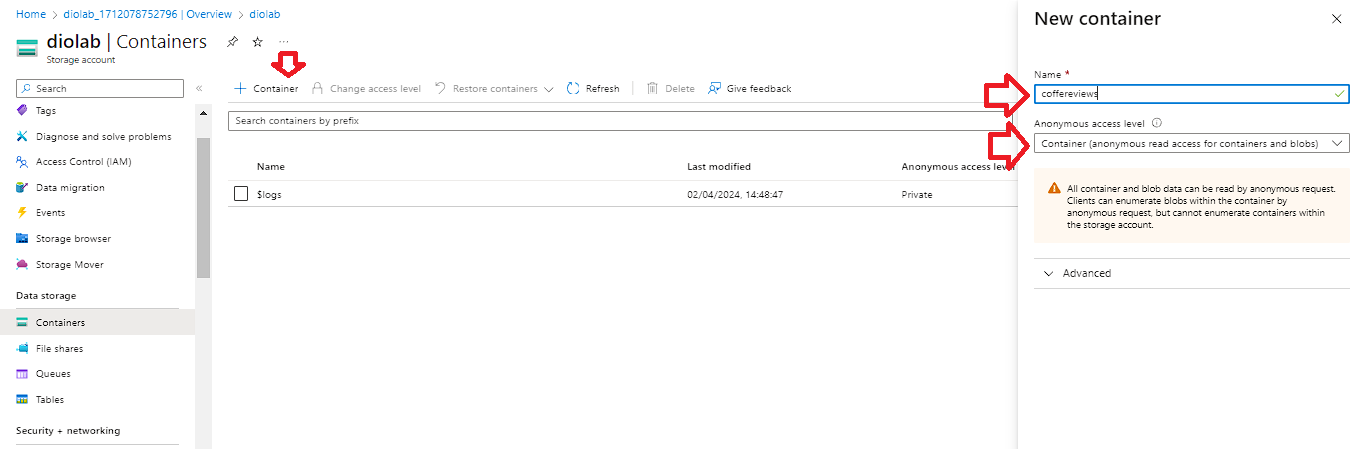 Home > diolab_1712078752796 | Overview > diolab
diolab | Containers
Storage account
Search
Tags
Diagnose and solve problems
Access Control (IAM)
Data migration
Events
Storage browser
Storage Mover
Data storage
Containers
File shares
Queues
Tables
Security + networking
Container Change access level Restore containers Refresh Delete Give feedback
Search containers by prefix
Name Last modified Anonymous access level
$logs 02/04/2024, 14:48:47 Private
New container
Name *
coffereviews
Anonymous access level
Container (anonymous read access for containers and blobs)
All container and blob data can be read by anonymous request.
Clients can enumerate blobs within the container by
anonymous request, but cannot enumerate containers within
the storage account.
Advanced